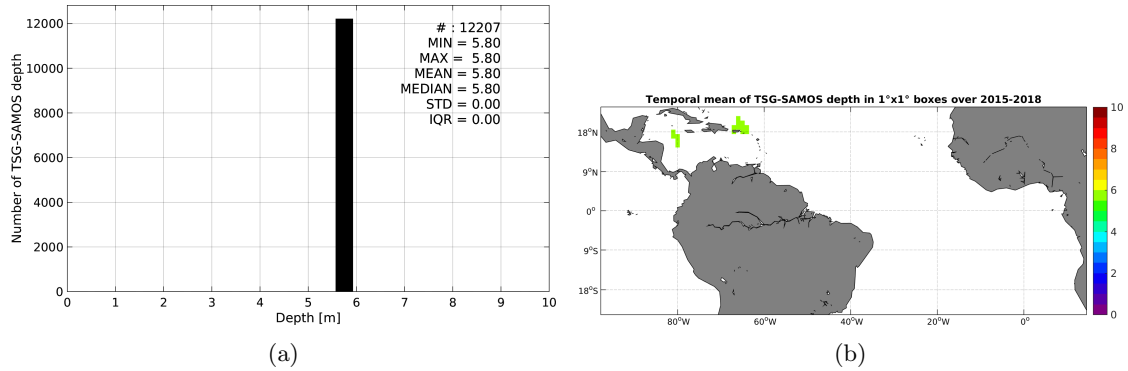 12000
10000
8000
6000
4000
2000
0
Number of TSG-SAMOS depth
# : 12207
MIN = 5.80
MAX = 5.80
MEAN = 5.80
MEDIAN = 5.80
STD = 0.00
IQR = 0.00
0 1 2 3 4 5 6 7 8 9 10
Depth [m]
(a)
Temporal mean of TSG-SAMOS depth in 1°x1° boxes over 2015-2018
18°N
9°N
0°
9°S
18°S
80°W 60°W 40°W 20°W 0°
10
8
6
4
2
0
(b)